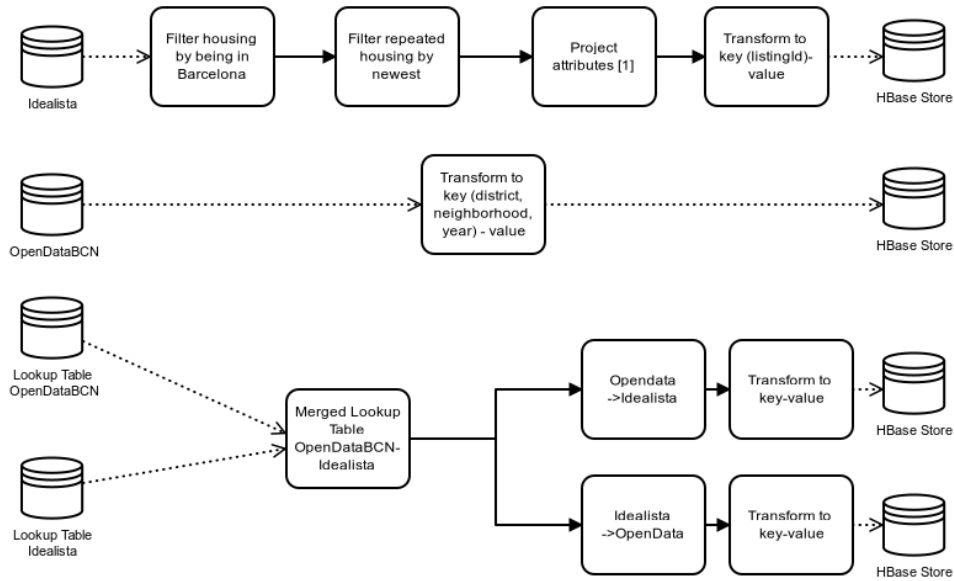 Idealista
Filter housing
by being in
Barcelona
Filter repeated
housing by
newest
Project
attributes [1]
Transform to
key (listingId)-
value
HBase Store
OpenDataBCN
Transform to
key (district,
neighborhood,
year) - value
HBase Store
Lookup Table
OpenDataBCN
Lookup Table
Idealista
Merged Lookup
Table
OpenDataBCN-
Idealista
Opendata
->Idealista
Transform to
key-value
HBase Store
Idealista
->OpenData
Transform to
key-value
HBase Store